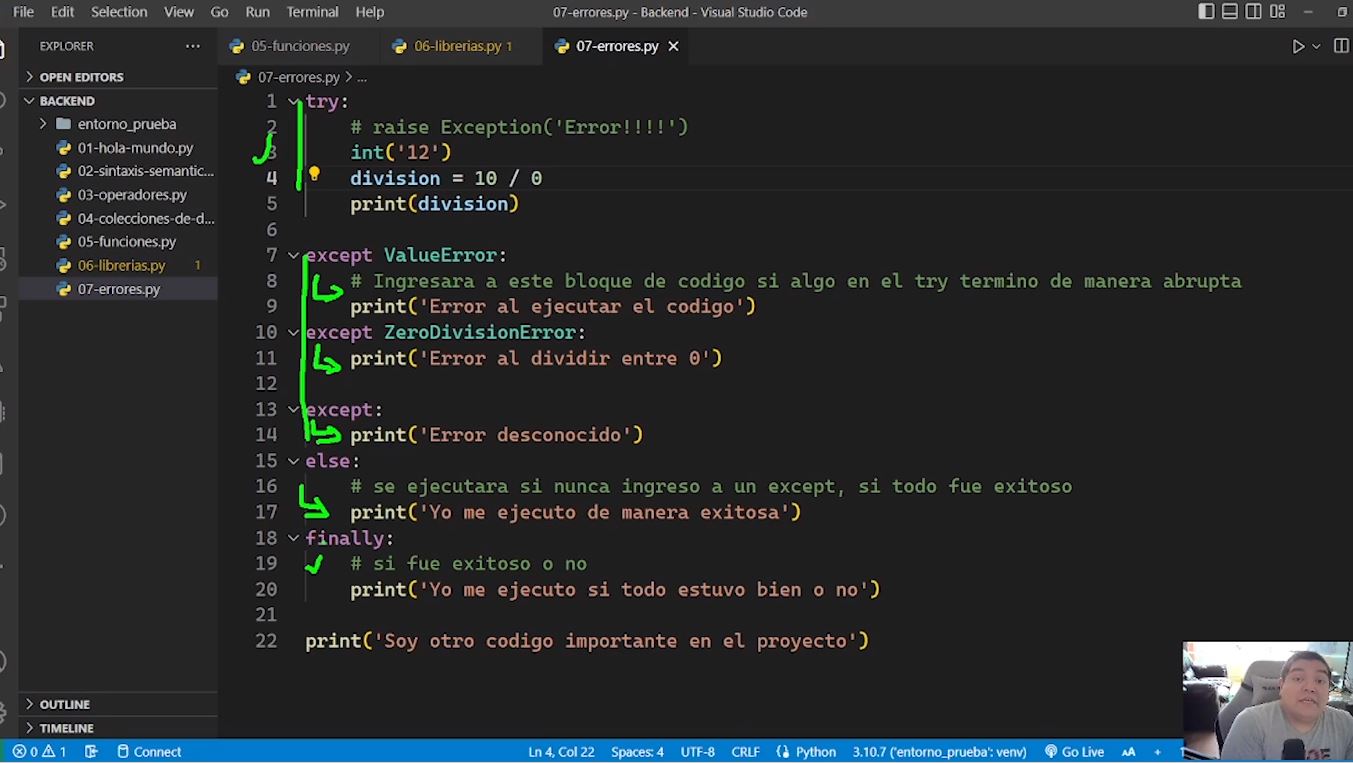 File Edit Selection View Go Run Terminal Help 07-errores.py - Backend - Visual Studio Code
EXPLORER ... 05-funciones.py 06-librerias.py 1 07-errores.py
OPEN EDITORS 07-errores.py > ...
BACKEND
entorno_prueba
01-hola-mundo.py
02-sintaxis-semantic...
03-operadores.py
04-colecciones-de-d...
05-funciones.py
06-librerias.py 1
07-errores.py
1 try:
2 # raise Exception('Error!!!!')
3 int('12')
4 division = 10 / 0
5 print(division)
6
7 except ValueError:
8 # Ingresara a este bloque de codigo si algo en el try termino de manera abrupta
9 print('Error al ejecutar el codigo')
10 except ZeroDivisionError:
11 print('Error al dividir entre 0')
12
13 except:
14 print('Error desconocido')
15 else:
16 # se ejecutara si nunca ingreso a un except, si todo fue exitoso
17 print('Yo me ejecuto de manera exitosa')
18 finally:
19 # si fue exitoso o no
20 print('Yo me ejecuto si todo estuvo bien o no')
21
22 print('Soy otro codigo importante en el proyecto')
OUTLINE
TIMELINE
0 1 Connect Ln 4, Col 22 Spaces: 4 UTF-8 CRLF Python 3.10.7 ('entorno_prueba': venv) Go Live